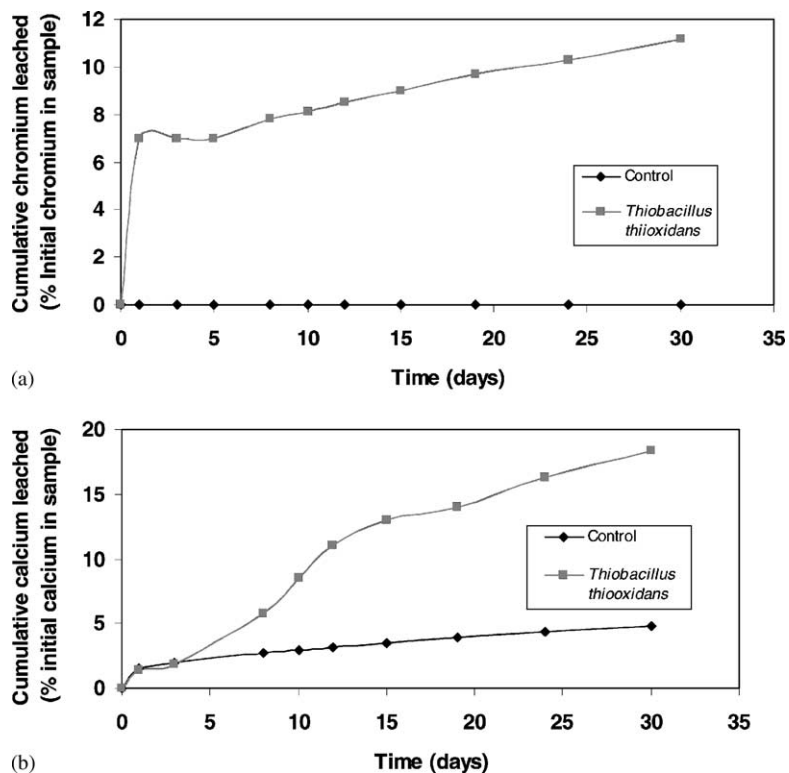 Cumulative chromium leached
(% Initial chromium in sample)
12
10
8
6
4
2
0
Control
Thiobacillus
thiioxidans
0 5 10 15 20 25 30 35
Time (days)
(a)
Cumulative calcium leached
(% initial calcium in sample)
20
15
10
5
0
Control
Thiobacillus
thiooxidans
0 5 10 15 20 25 30 35
Time (days)
(b)